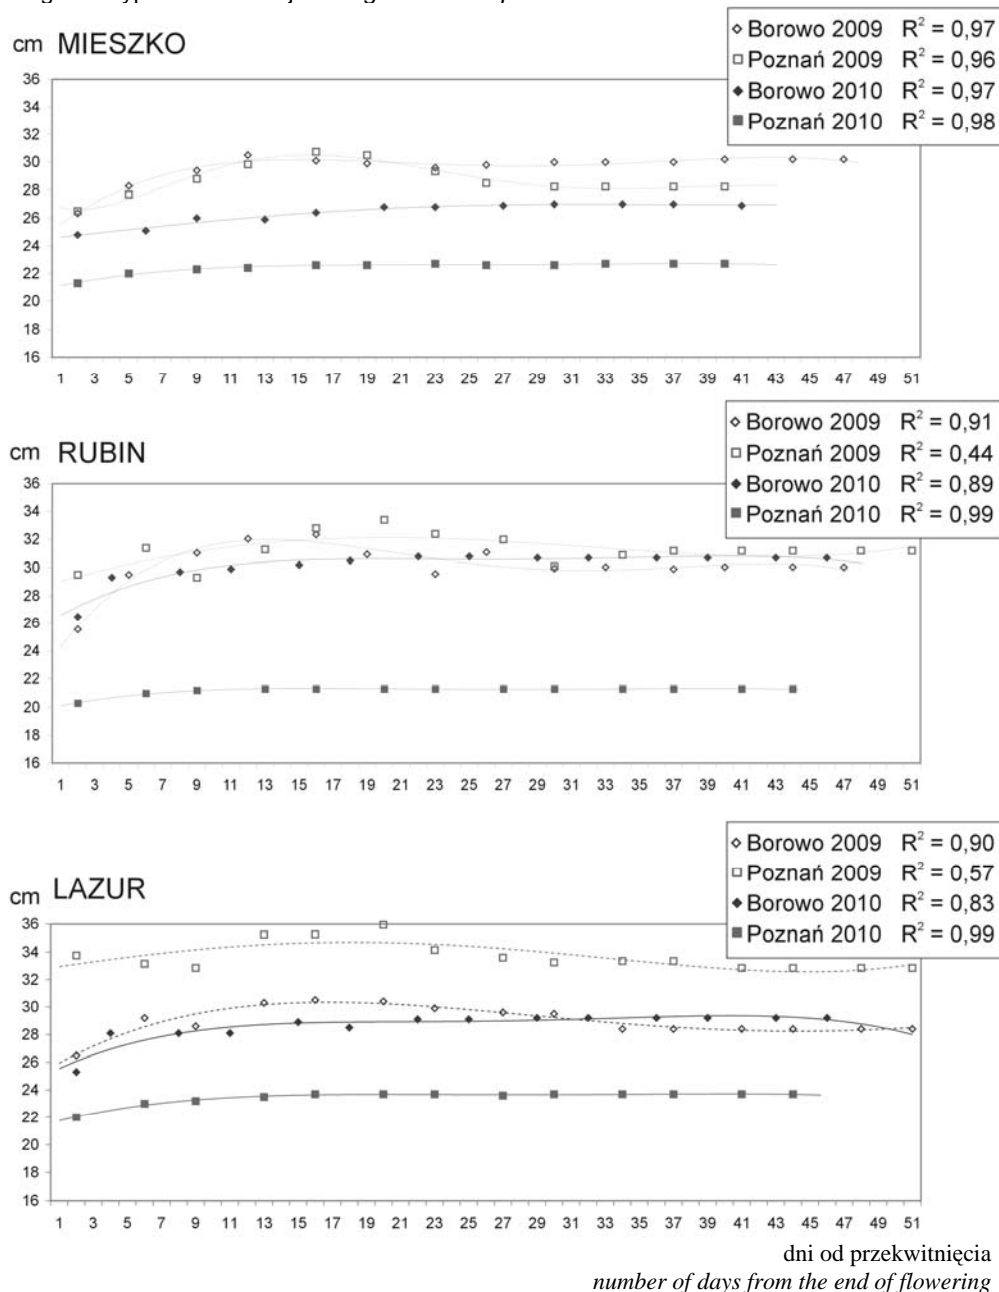 cm MIESZKO
Borowo 2009 R² = 0,97
Poznań 2009 R² = 0,96
Borowo 2010 R² = 0,97
Poznań 2010 R² = 0,98
36
34
32
30
28
26
24
22
20
18
16
1 3 5 7 9 11 13 15 17 19 21 23 25 27 29 31 33 35 37 39 41 43 45 47 49 51
cm RUBIN
Borowo 2009 R² = 0,91
Poznań 2009 R² = 0,44
Borowo 2010 R² = 0,89
Poznań 2010 R² = 0,99
36
34
32
30
28
26
24
22
20
18
16
1 3 5 7 9 11 13 15 17 19 21 23 25 27 29 31 33 35 37 39 41 43 45 47 49 51
cm LAZUR
Borowo 2009 R² = 0,90
Poznań 2009 R² = 0,57
Borowo 2010 R² = 0,83
Poznań 2010 R² = 0,99
36
34
32
30
28
26
24
22
20
18
16
1 3 5 7 9 11 13 15 17 19 21 23 25 27 29 31 33 35 37 39 41 43 45 47 49 51
dni od przekwitnięcia
number of days from the end of flowering